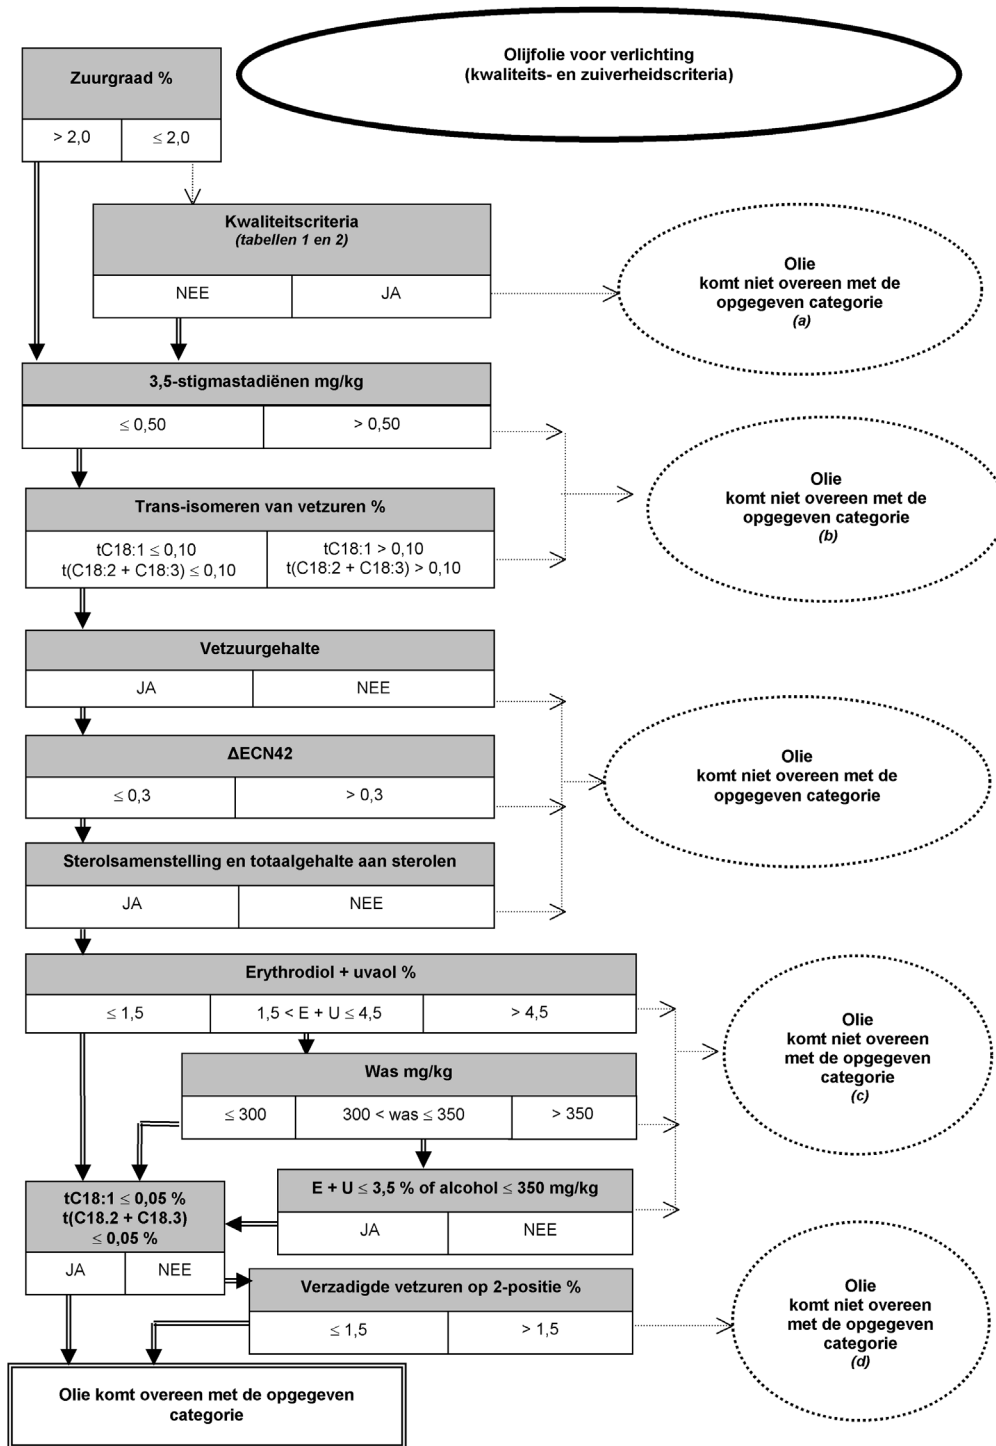 Olijfolie voor verlichting
(kwaliteits- en zuiverheidscriteria)
Zuurgraad %
> 2,0
≤ 2,0
Kwaliteitscriteria
(tabellen 1 en 2)
NEE
JA
Olie
komt niet overeen met de
opgegeven categorie
(a)
3,5-stigmastadiënen mg/kg
≤ 0,50
> 0,50
Trans-isomeren van vetzuren %
tC18:1 ≤ 0,10
t(C18:2 + C18:3) ≤ 0,10
tC18:1 > 0,10
t(C18:2 + C18:3) > 0,10
Olie
komt niet overeen met de
opgegeven categorie
(b)
Vetzuurgehalte
JA
NEE
ΔECN42
≤ 0,3
> 0,3
Sterolsamenstelling en totaalgehalte aan sterolen
JA
NEE
Olie
komt niet overeen met de
opgegeven categorie
Erythrodiol + uvaol %
≤ 1,5
1,5 < E + U ≤ 4,5
> 4,5
Was mg/kg
≤ 300
300 < was ≤ 350
> 350
E + U ≤ 3,5 % of alcohol ≤ 350 mg/kg
JA
NEE
Olie
komt niet overeen
met de opgegeven
categorie
(c)
tC18:1 ≤ 0,05 %
t(C18.2 + C18.3)
≤ 0,05 %
JA
NEE
Verzadigde vetzuren op 2-positie %
≤ 1,5
> 1,5
Olie
komt niet overeen
met de opgegeven
categorie
(d)
Olie komt overeen met de opgegeven
categorie